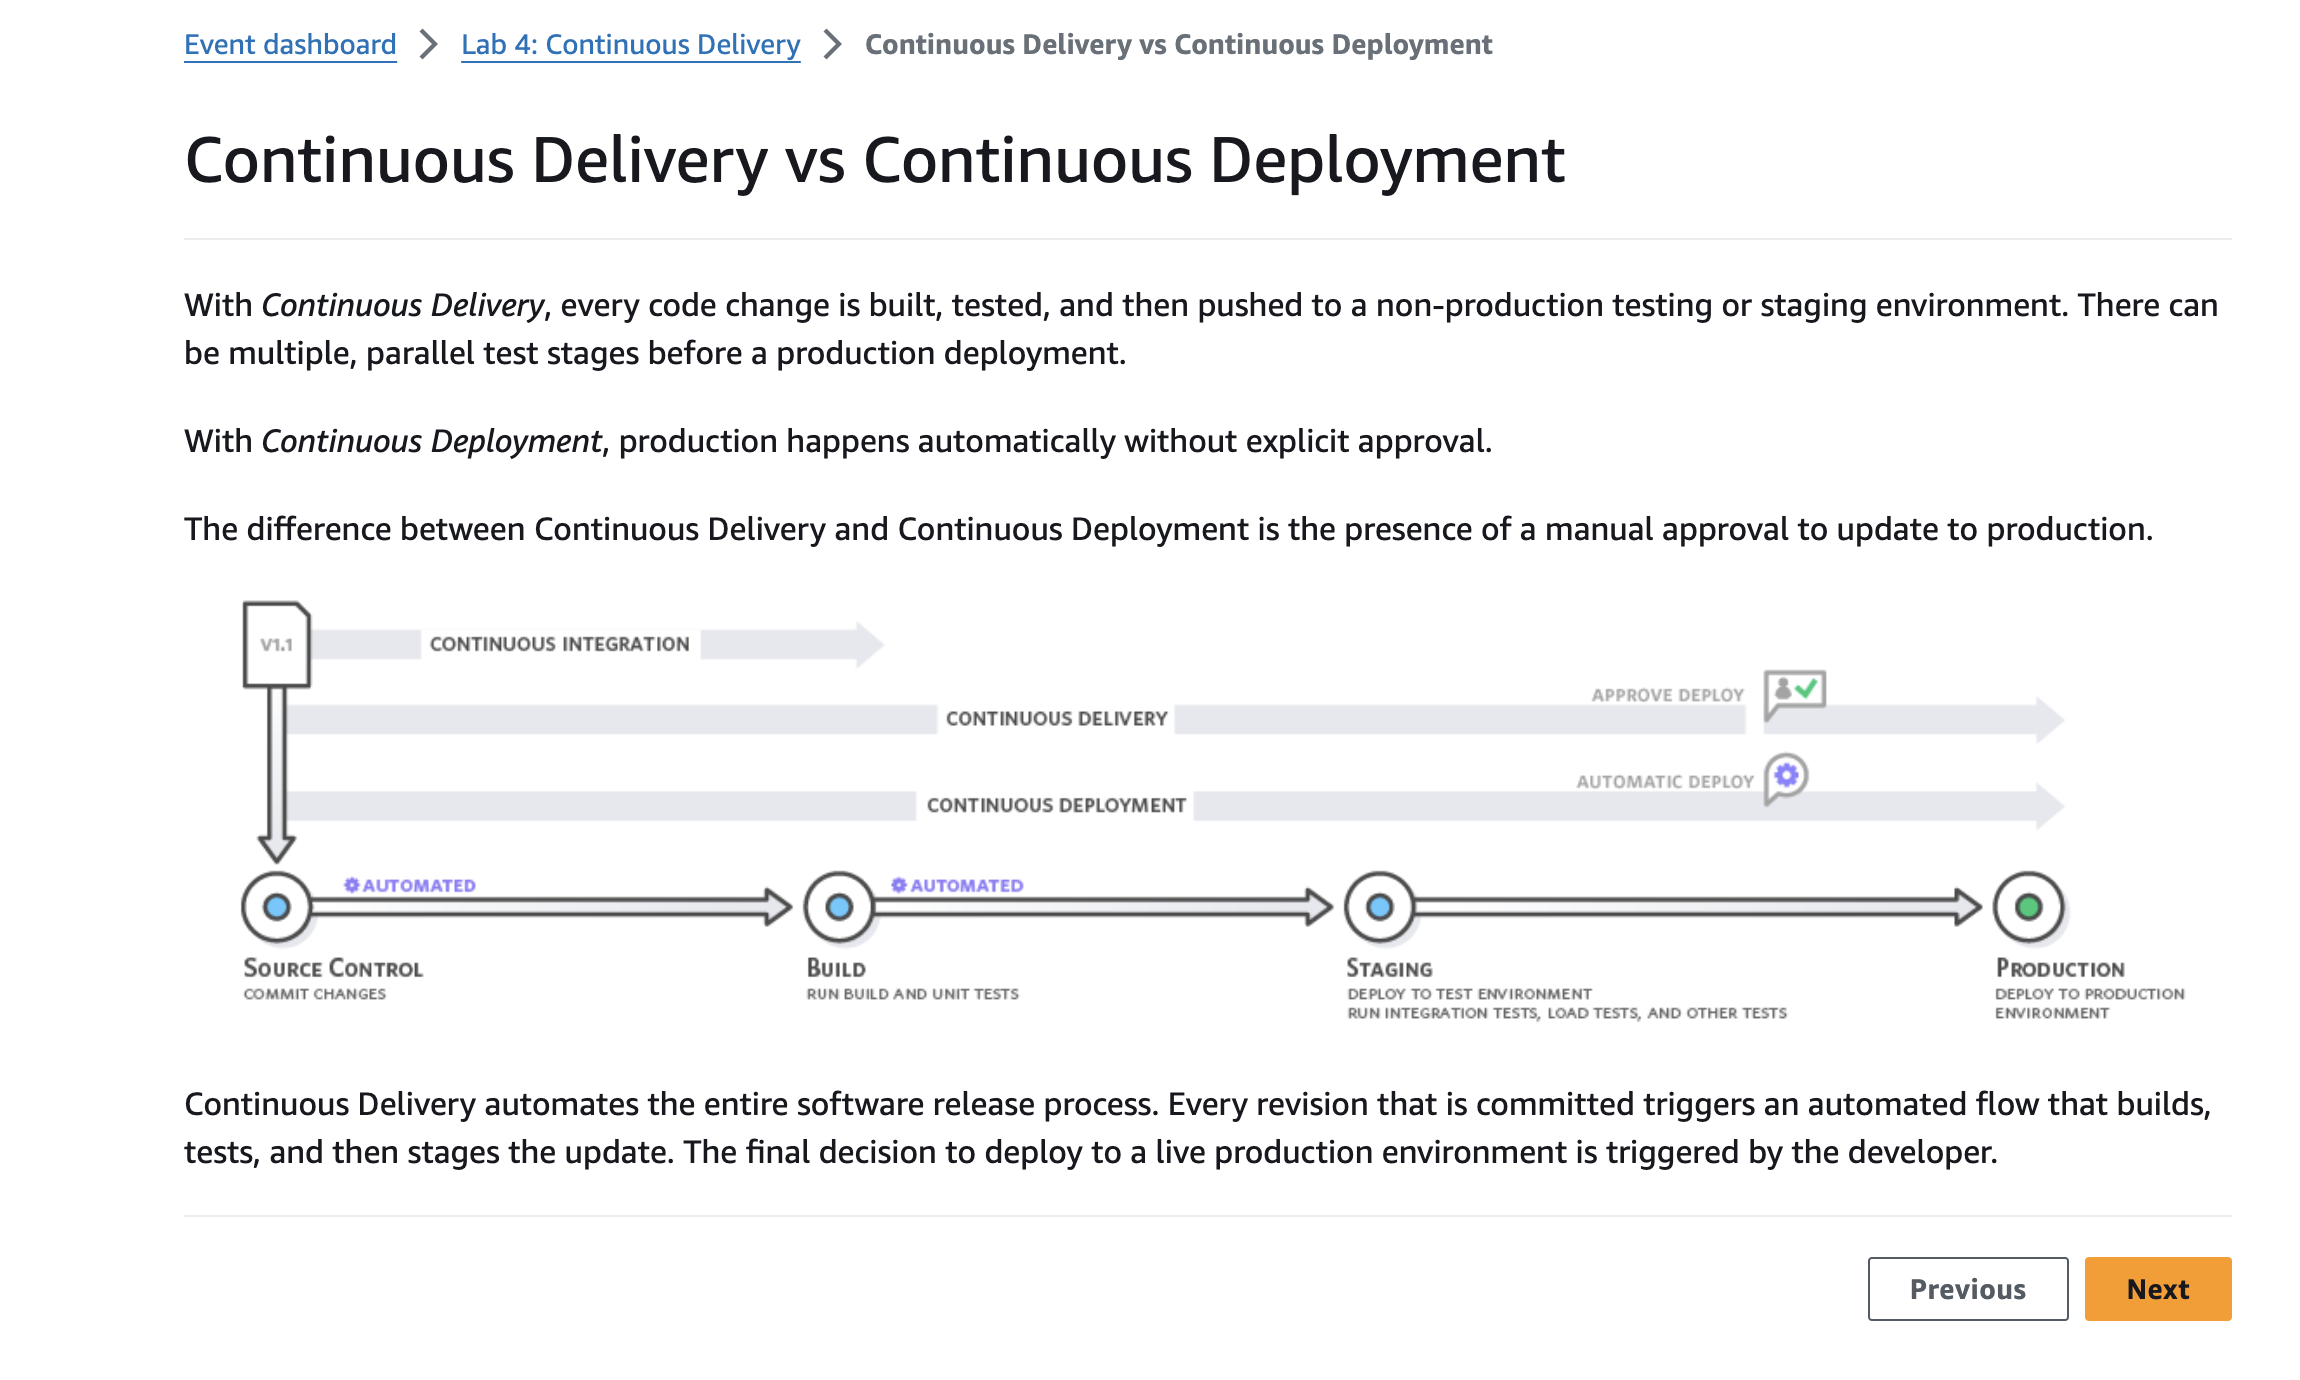 Event dashboard > Lab 4: Continuous Delivery > Continuous Delivery vs Continuous Deployment
Continuous Delivery vs Continuous Deployment
With Continuous Delivery, every code change is built, tested, and then pushed to a non-production testing or staging environment. There can
be multiple, parallel test stages before a production deployment.
With Continuous Deployment, production happens automatically without explicit approval.
The difference between Continuous Delivery and Continuous Deployment is the presence of a manual approval to update to production.
V1.1
CONTINUOUS INTEGRATION
APPROVE DEPLOY
CONTINUOUS DELIVERY
AUTOMATIC DEPLOY
CONTINUOUS DEPLOYMENT
AUTOMATED
AUTOMATED
SOURCE CONTROL
COMMIT CHANGES
BUILD
RUN BUILD AND UNIT TESTS
STAGING
DEPLOY TO TEST ENVIRONMENT
RUN INTEGRATION TESTS, LOAD TESTS, AND OTHER TESTS
PRODUCTION
DEPLOY TO PRODUCTION
ENVIRONMENT
Continuous Delivery automates the entire software release process. Every revision that is committed triggers an automated flow that builds,
tests, and then stages the update. The final decision to deploy to a live production environment is triggered by the developer.
Previous
Next